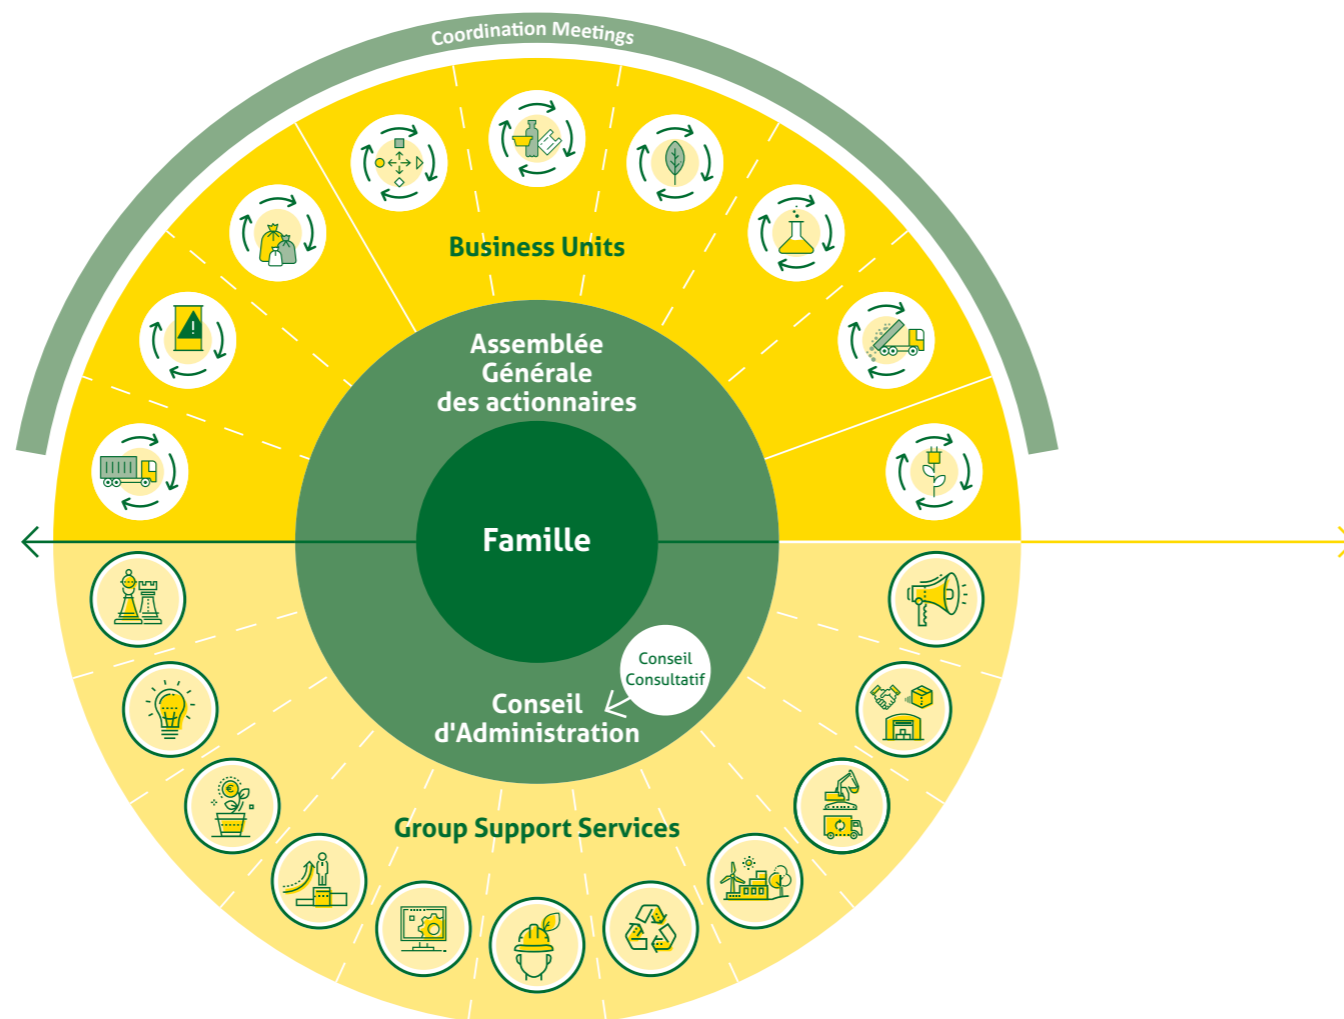 Coordination Meetings
Business Units
Assemblée
Générale
des actionnaires
Famille
Conseil
Consultatif
Conseil
d'Administration
Group Support Services